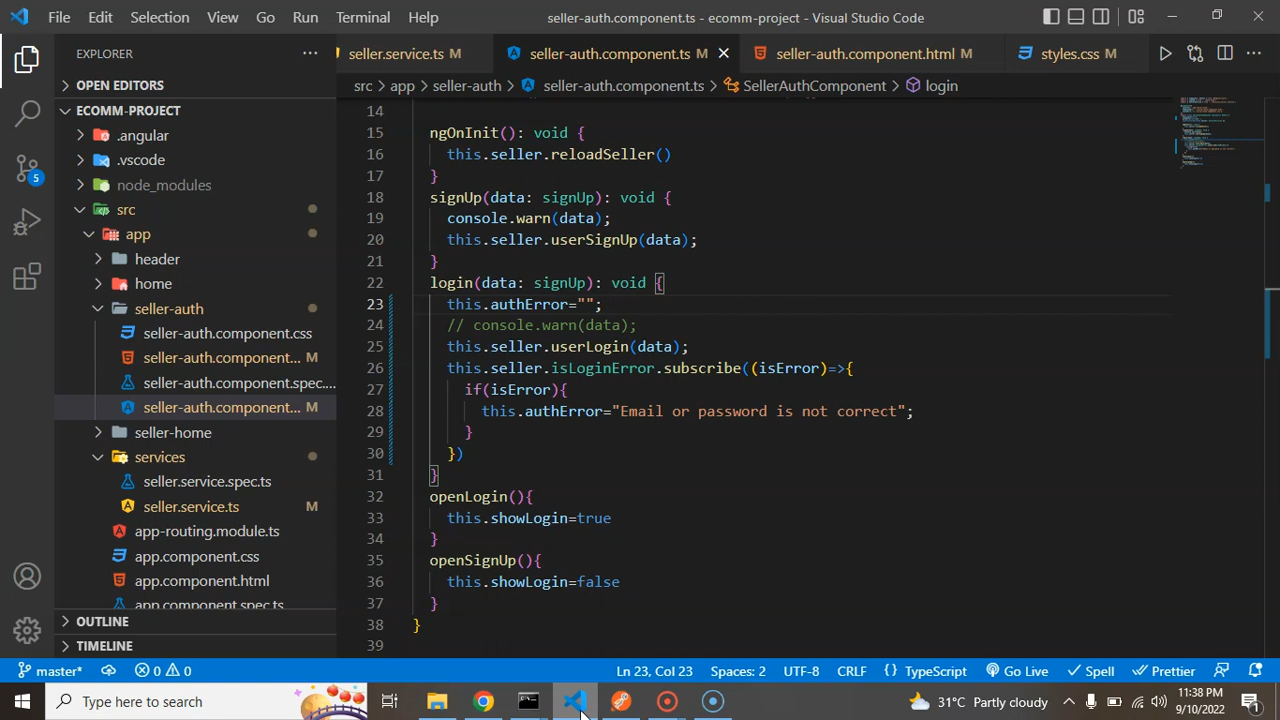 File Edit Selection View Go Run Terminal Help seller-auth.component.ts - ecomm-project - Visual Studio Code
EXPLORER
seller.service.ts M seller-auth.component.ts M seller-auth.component.html M styles.css M
OPEN EDITORS
src app seller-auth seller-auth.component.ts SellerAuthComponent login
ECOMM-PROJECT
.angular
.vscode
node_modules
src
app
header
home
seller-auth
seller-auth.component.css
seller-auth.component... M
seller-auth.component.spec....
seller-auth.component... M
seller-home
services
seller.service.spec.ts
seller.service.ts M
app-routing.module.ts
app.component.css
app.component.html
app.component.spec.ts
OUTLINE
TIMELINE
5
14
15 ngOnInit(): void {
16 this.seller.reloadSeller()
17 }
18 signUp(data: signUp): void {
19 console.warn(data);
20 this.seller.userSignUp(data);
21 }
22 login(data: signUp): void {
23 this.authError="";
24 // console.warn(data);
25 this.seller.userLogin(data);
26 this.seller.isLoginError.subscribe((isError)=>{
27 if(isError){
28 this.authError="Email or password is not correct";
29 }
30 })
31 }
32 openLogin(){
33 this.showLogin=true
34 }
35 openSignUp(){
36 this.showLogin=false
37 }
38 }
39
master* 0 0 Ln 23, Col 23 Spaces: 2 UTF-8 CRLF { } TypeScript Go Live Spell Prettier
Type here to search 31°C Partly cloudy 11:38 PM
9/10/2022 1